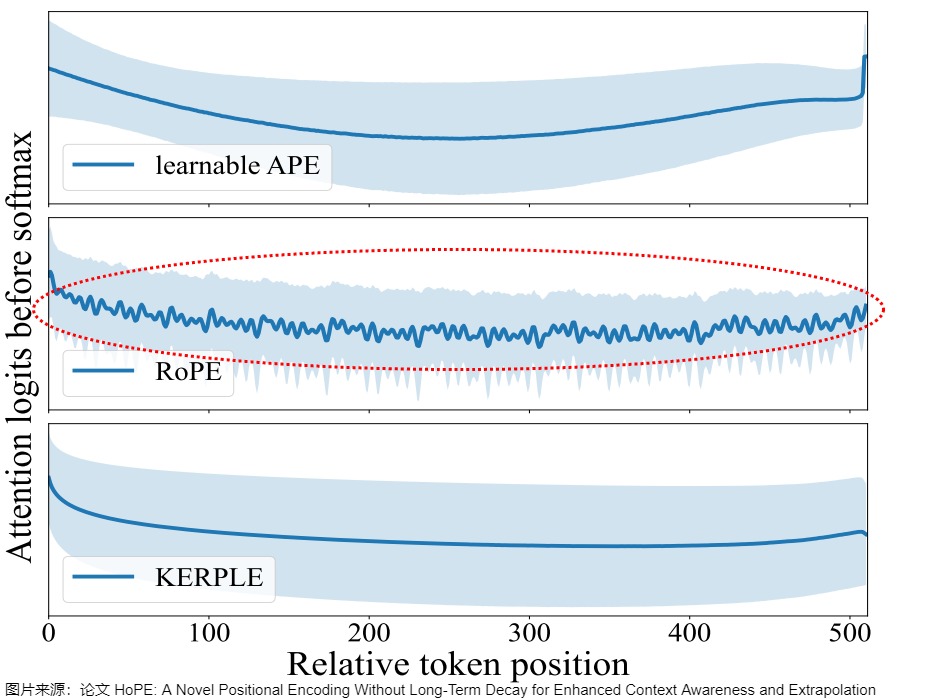 Attention logits before softmax
learnable APE
RoPE
KERPLE
0 100 200 300 400 500
Relative token position
图片来源：论文 HoPE: A Novel Positional Encoding Without Long-Term Decay for Enhanced Context Awareness and Extrapolation